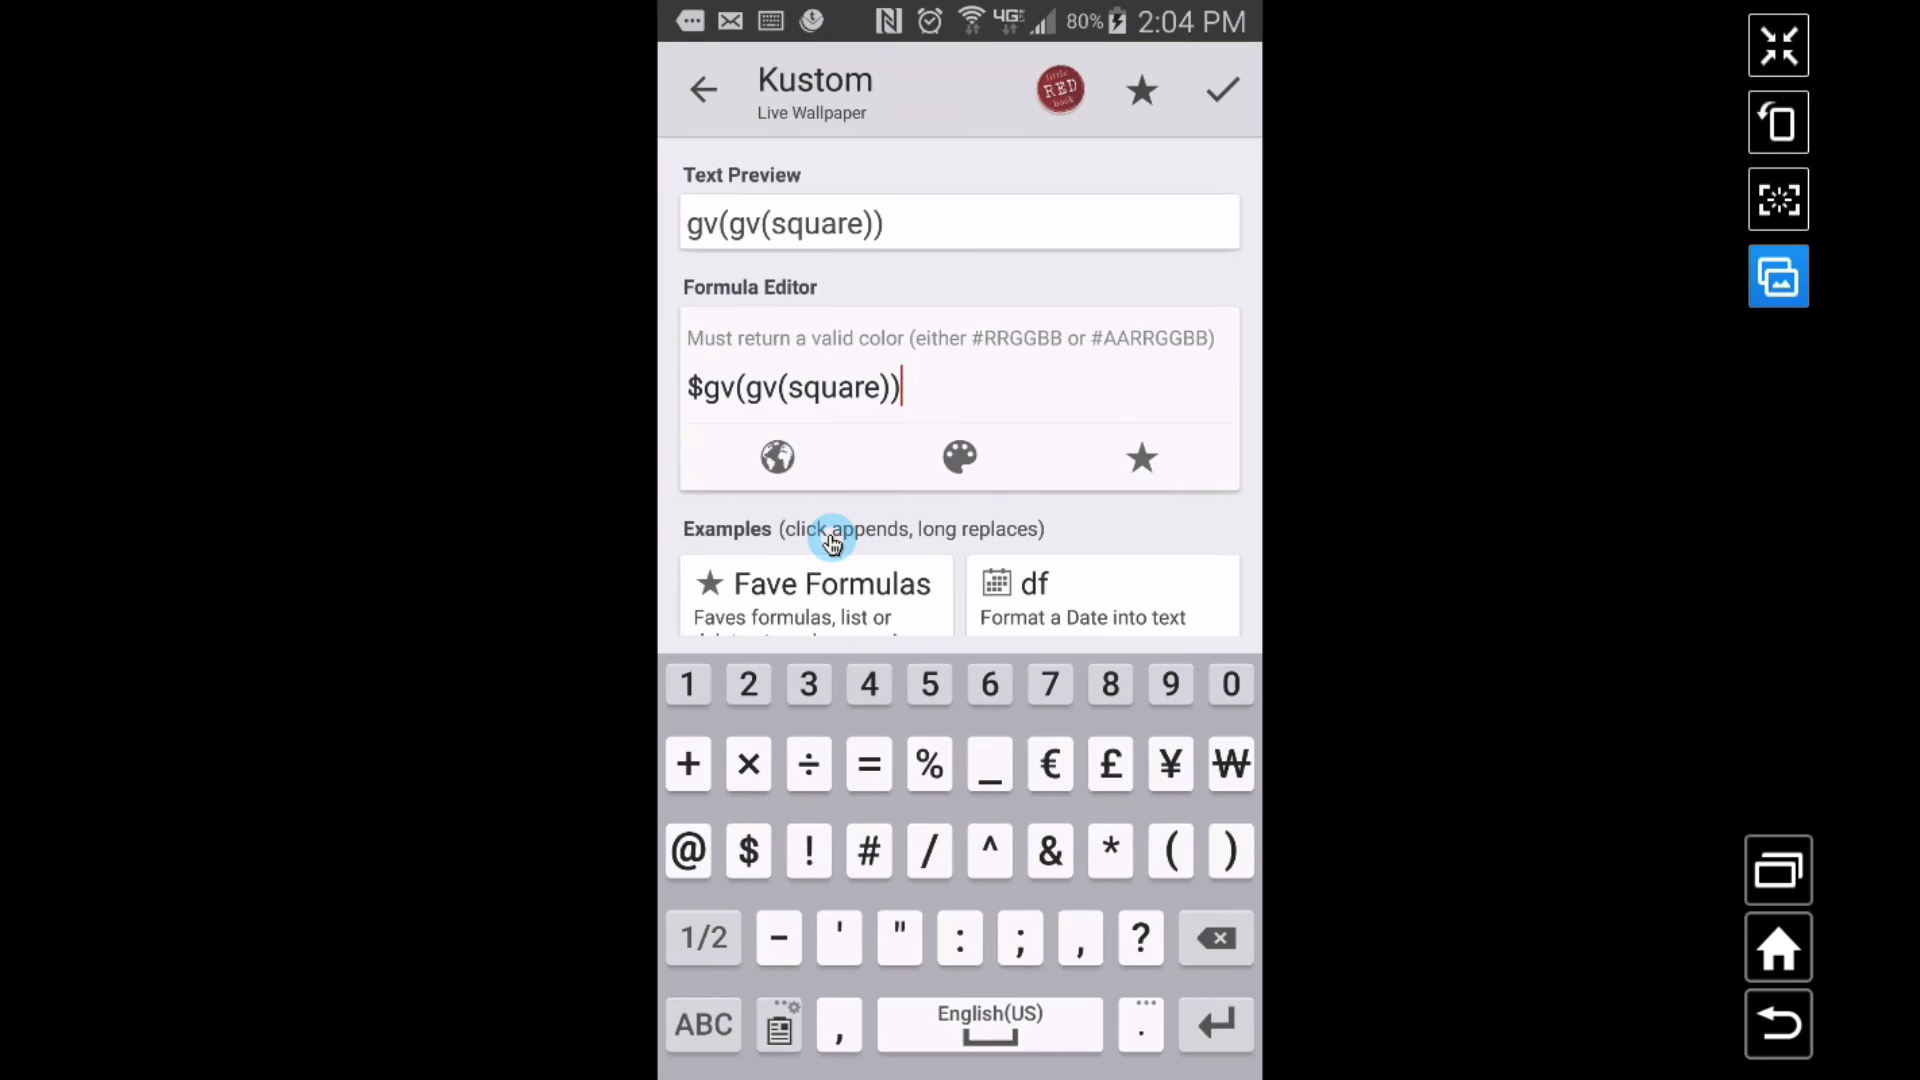 4G
80%
2:04 PM
Kustom
Live Wallpaper
little
RED
book
Text Preview
gv(gv(square))
Formula Editor
Must return a valid color (either #RRGGBB or #AARRGGBB)
$gv(gv(square))
Examples (click appends, long replaces)
Fave Formulas
df
Faves formulas, list or
Format a Date into text
1 2 3 4 5 6 7 8 9 0
+ × ÷ = % _ € £ ¥ ₩
@ $ ! # / ^ & * ( )
1/2 - ' " : ; , ?
ABC , English(US) .